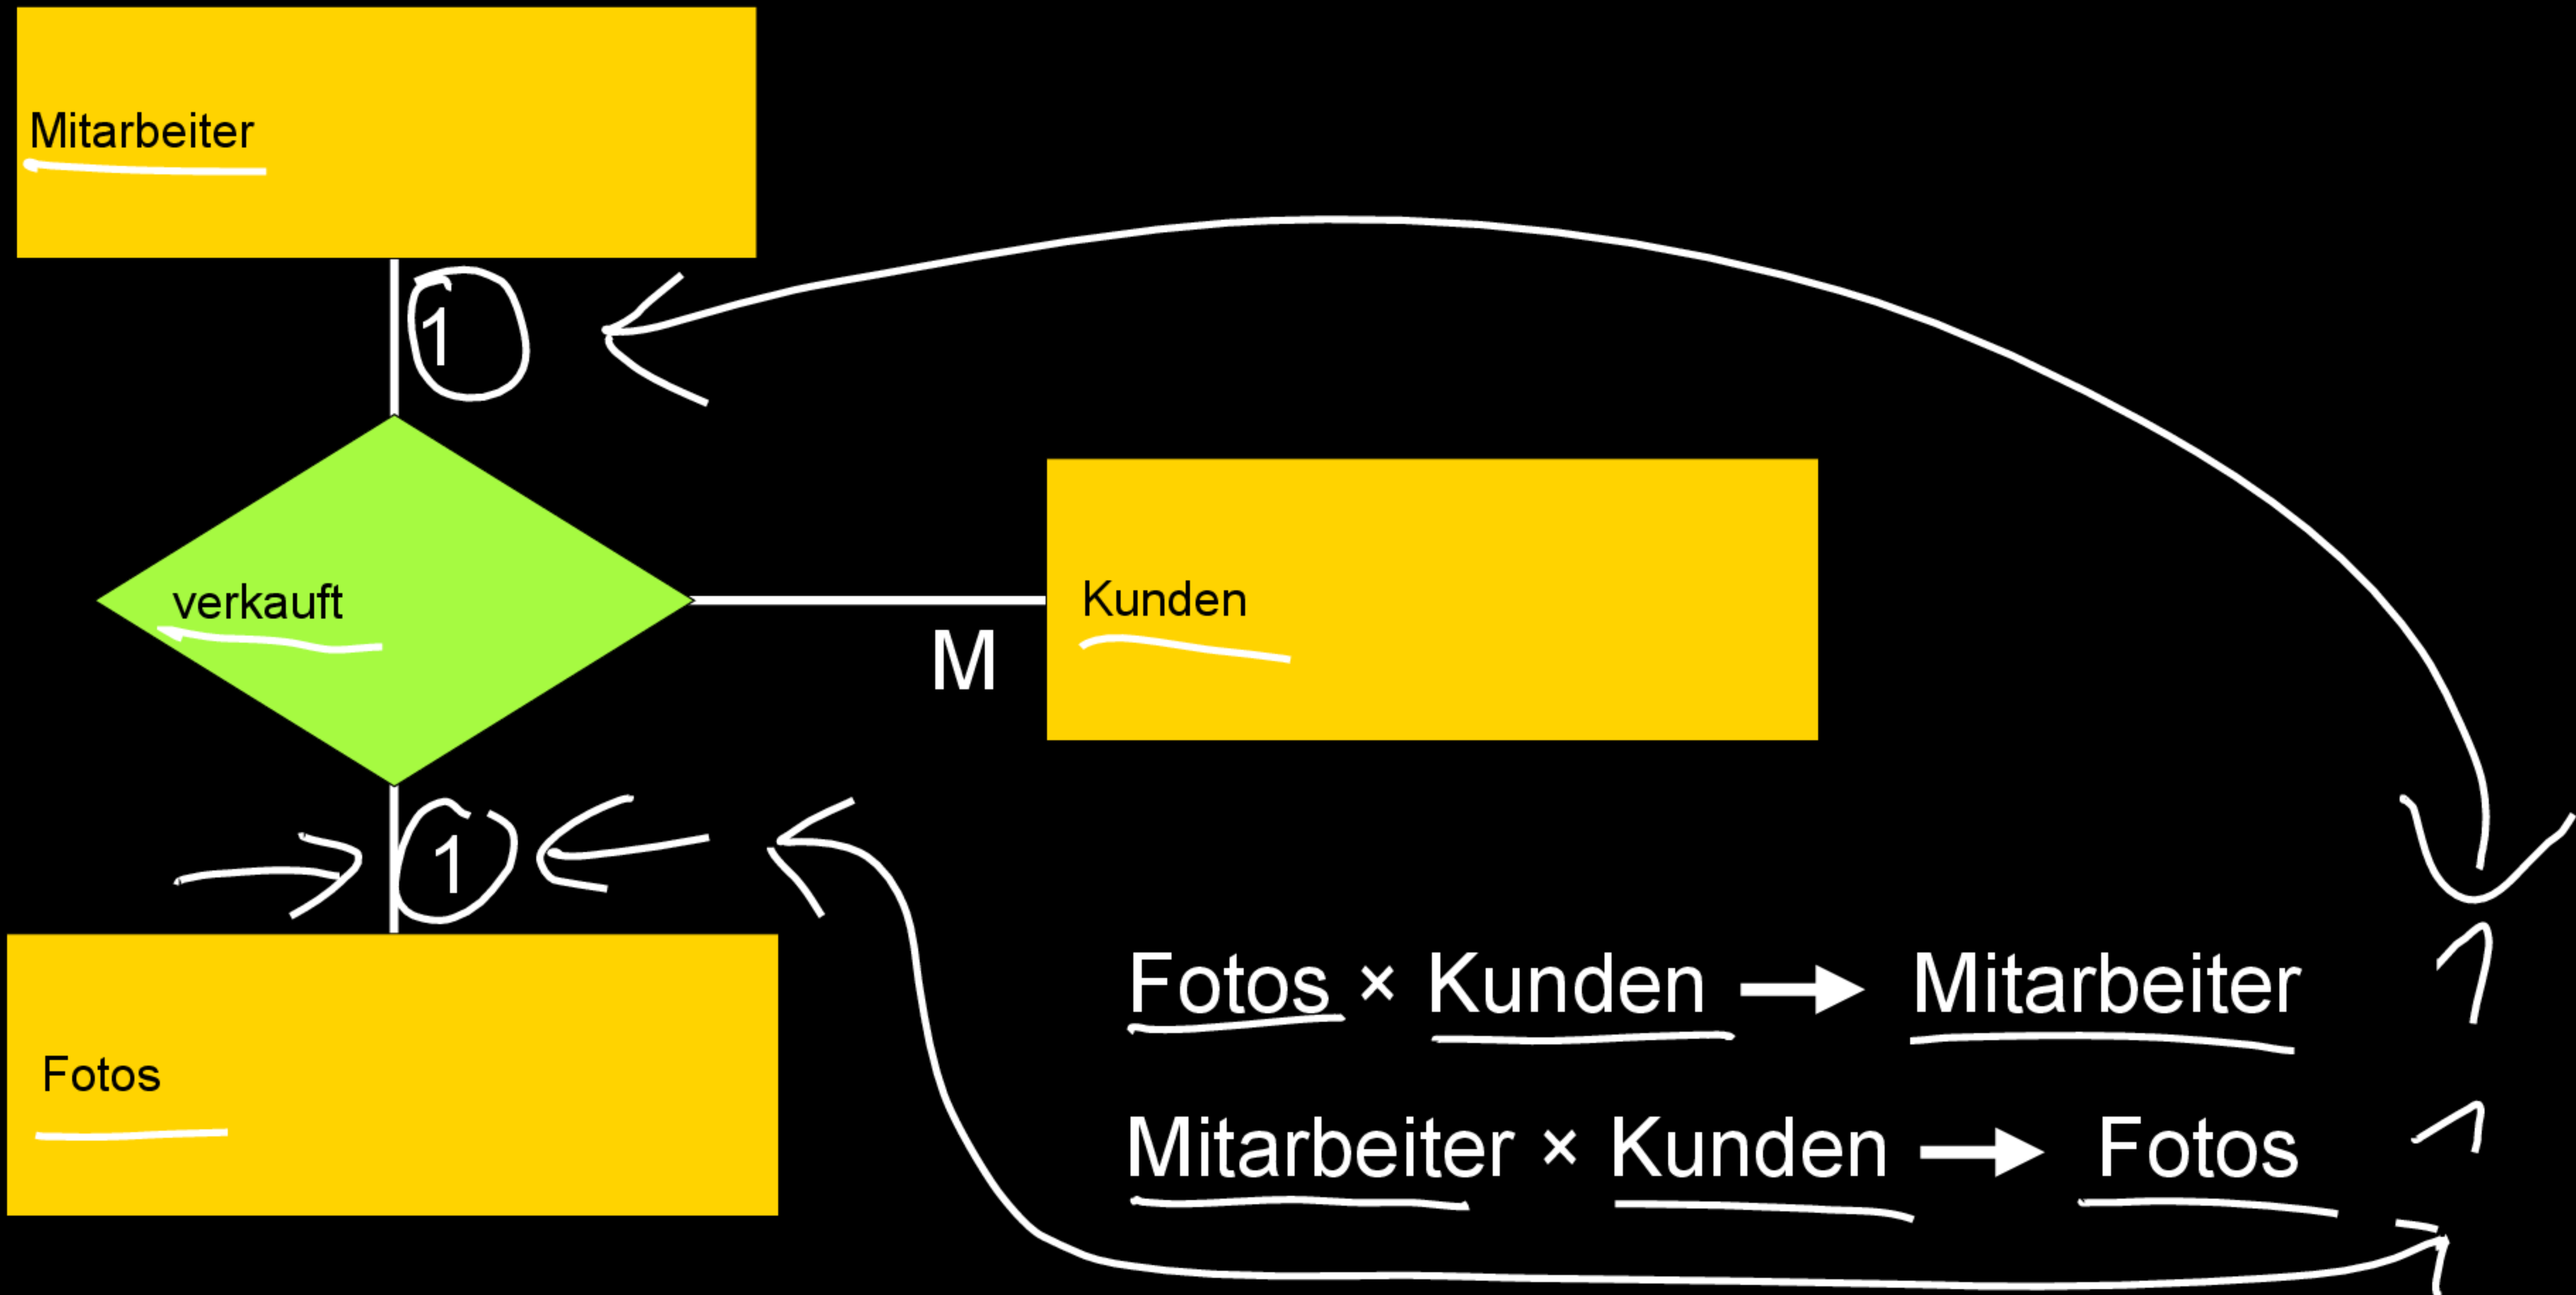 Mitarbeiter
1
verkauft
M
Kunden
1
Fotos
Fotos × Kunden → Mitarbeiter
Mitarbeiter × Kunden → Fotos